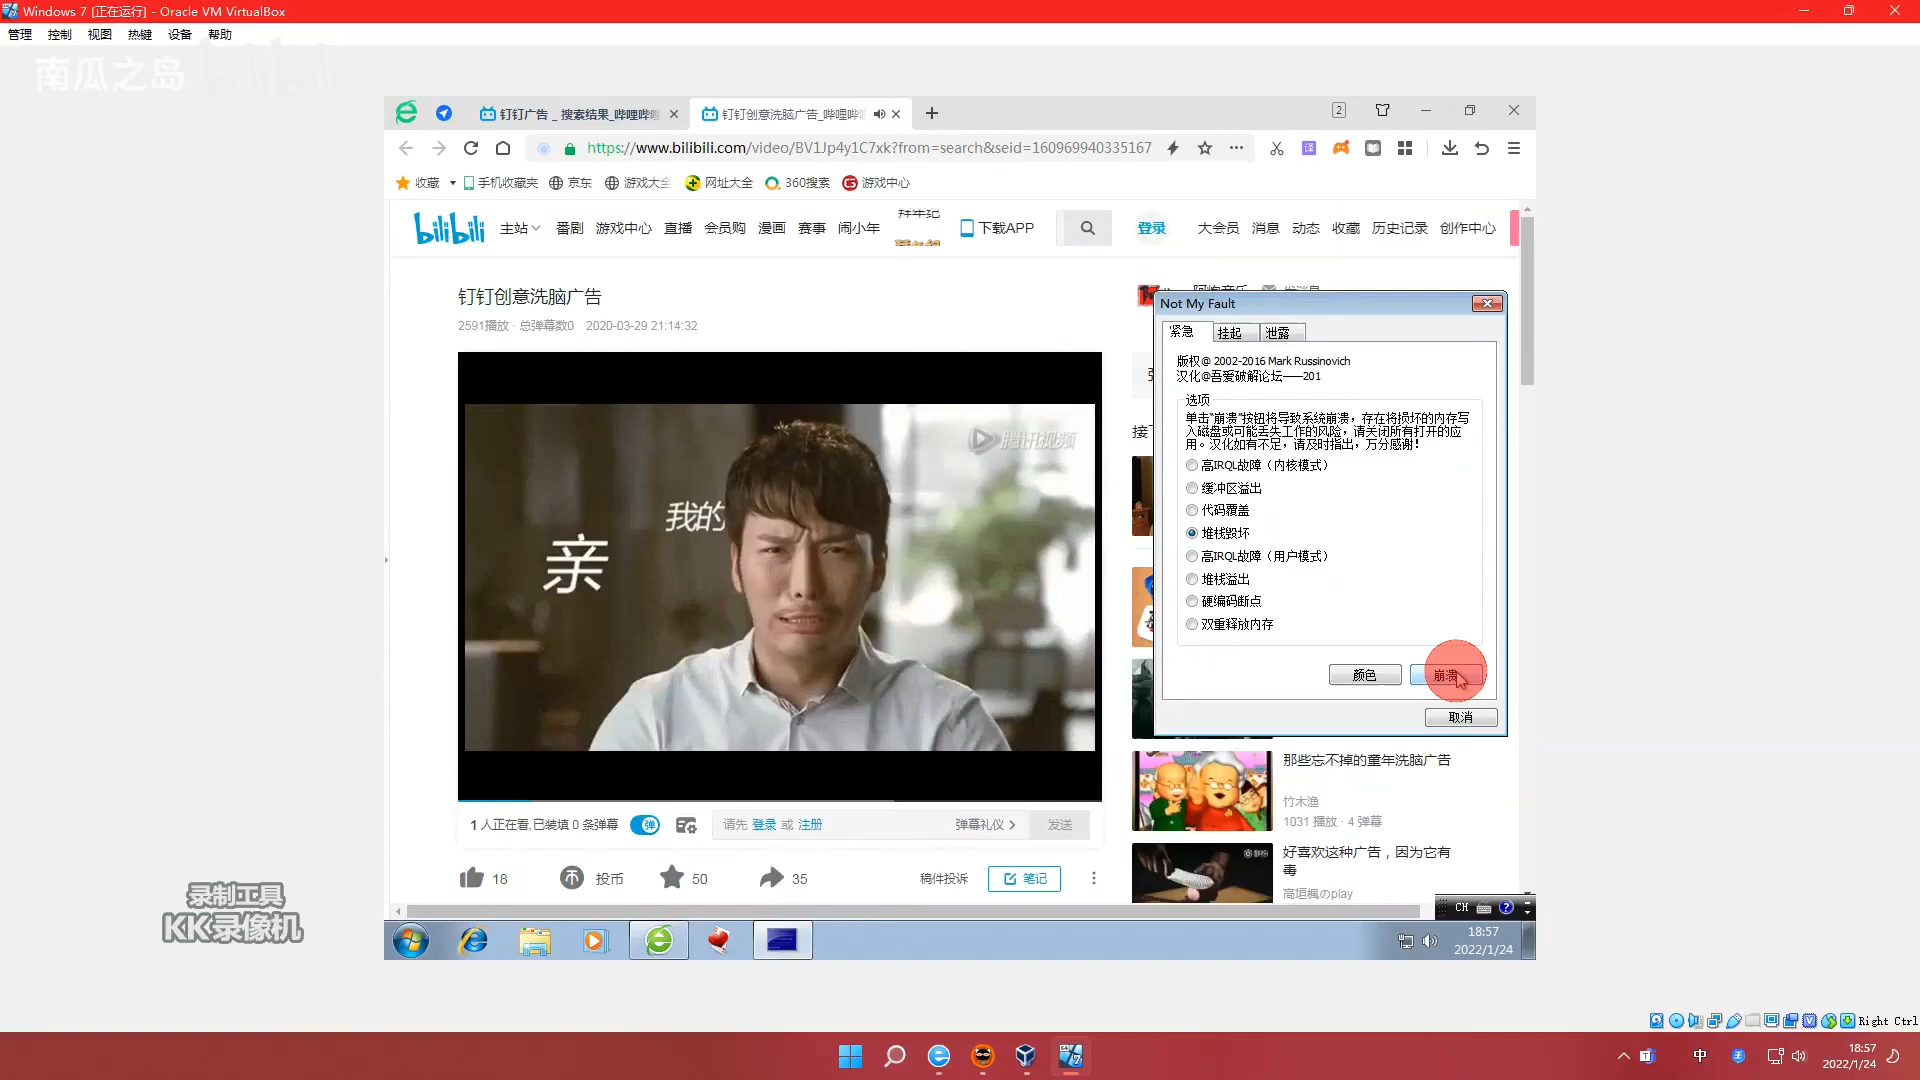 Windows 7 [正在运行] - Oracle VM VirtualBox
管理 控制 视图 热键 设备 帮助
南瓜之岛 bilibili
钉钉广告 _ 搜索结果_哔哩哔哩
钉钉创意洗脑广告_哔哩哔哩
2
https://www.bilibili.com/video/BV1Jp4y1C7xk?from=search&seid=160969940335167
译
收藏 手机收藏夹 京东 游戏大全 网址大全 360搜索 游戏中心
bilibili 主站 番剧 游戏中心 直播 会员购 漫画 赛事 闹小年 拜年纪 下载APP 登录 大会员 消息 动态 收藏 历史记录 创作中心
钉钉创意洗脑广告
2591播放 · 总弹幕数0 2020-03-29 21:14:32
腾讯视频
我的
亲
Not My Fault
紧急 挂起 泄露
版权@ 2002-2016 Mark Russinovich
汉化@吾爱破解论坛——201
选项
单击“崩溃”按钮将导致系统崩溃，存在将损坏的内存写
入磁盘或可能丢失工作的风险，请关闭所有打开的应
用。汉化如有不足，请及时指出，万分感谢！
高IRQL故障（内核模式）
缓冲区溢出
代码覆盖
堆栈毁坏
高IRQL故障（用户模式）
堆栈溢出
硬编码断点
双重释放内存
颜色 崩溃
取消
那些忘不掉的童年洗脑广告
竹木渔
1031 播放 · 4 弹幕
好喜欢这种广告，因为它有
毒
高垣楓のplay
1 人正在看,已装填 0 条弹幕 弹 请先 登录 或 注册 弹幕礼仪 发送
18 投币 50 35 稿件投诉 笔记
录制工具
KK录像机
CH
18:57
2022/1/24
Right Ctrl
中
18:57
2022/1/24